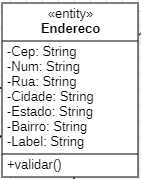 «entity»
Endereco
-Cep: String
-Num: String
-Rua: String
-Cidade: String
-Estado: String
-Bairro: String
-Label: String
+validar()